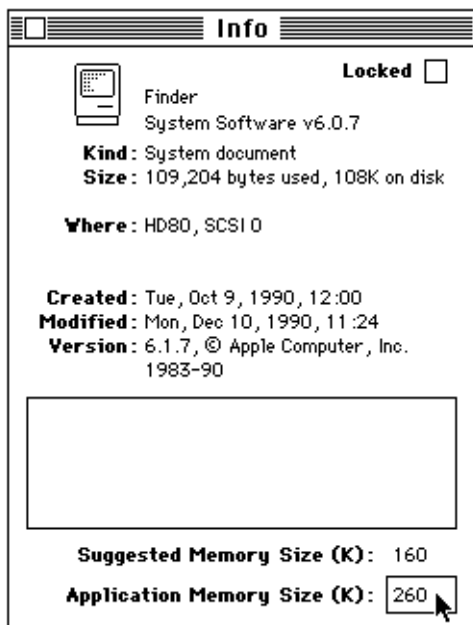 Info
Locked
Finder
System Software v6.0.7
Kind: System document
Size: 109,204 bytes used, 108K on disk
Where: HD80, SCSI 0
Created: Tue, Oct 9, 1990, 12:00
Modified: Mon, Dec 10, 1990, 11:24
Version: 6.1.7, © Apple Computer, Inc.
1983-90
Suggested Memory Size (K): 160
Application Memory Size (K): 260